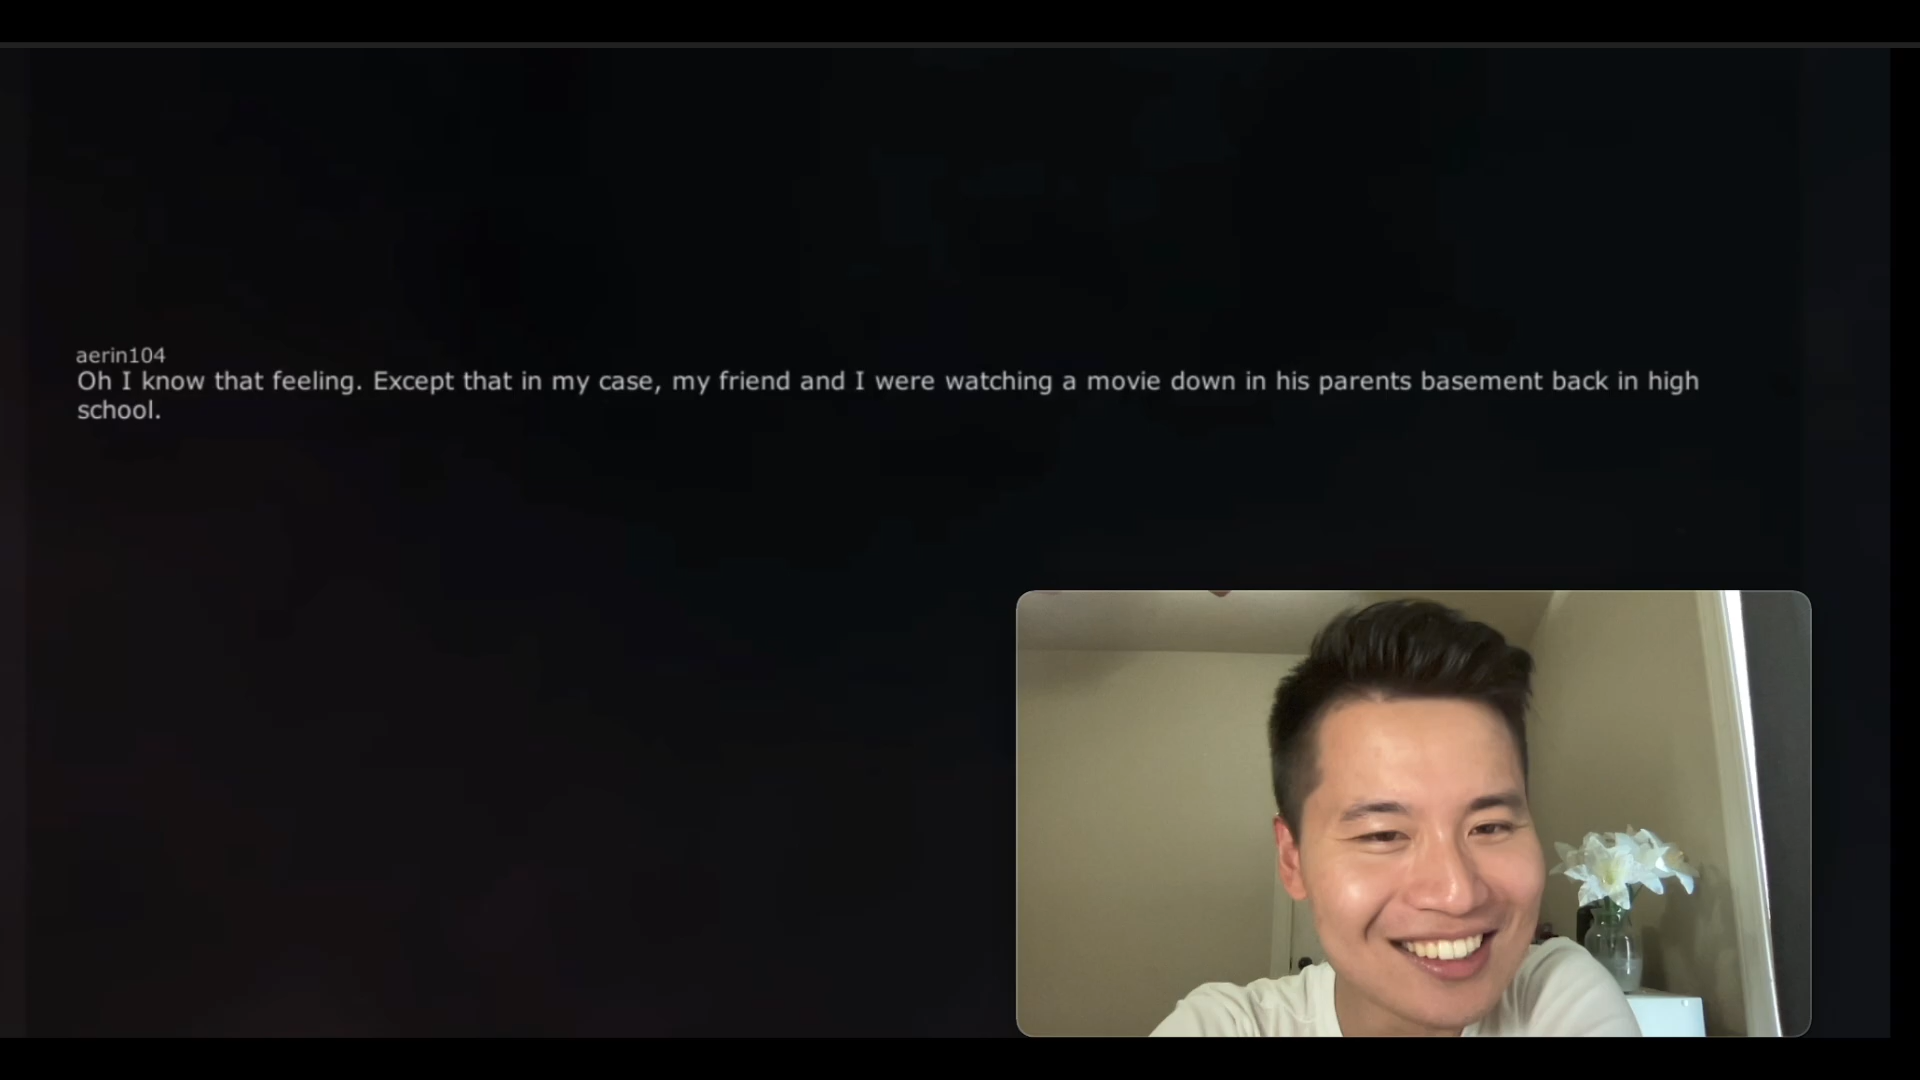 aerin104
Oh I know that feeling. Except that in my case, my friend and I were watching a movie down in his parents basement back in high
school.